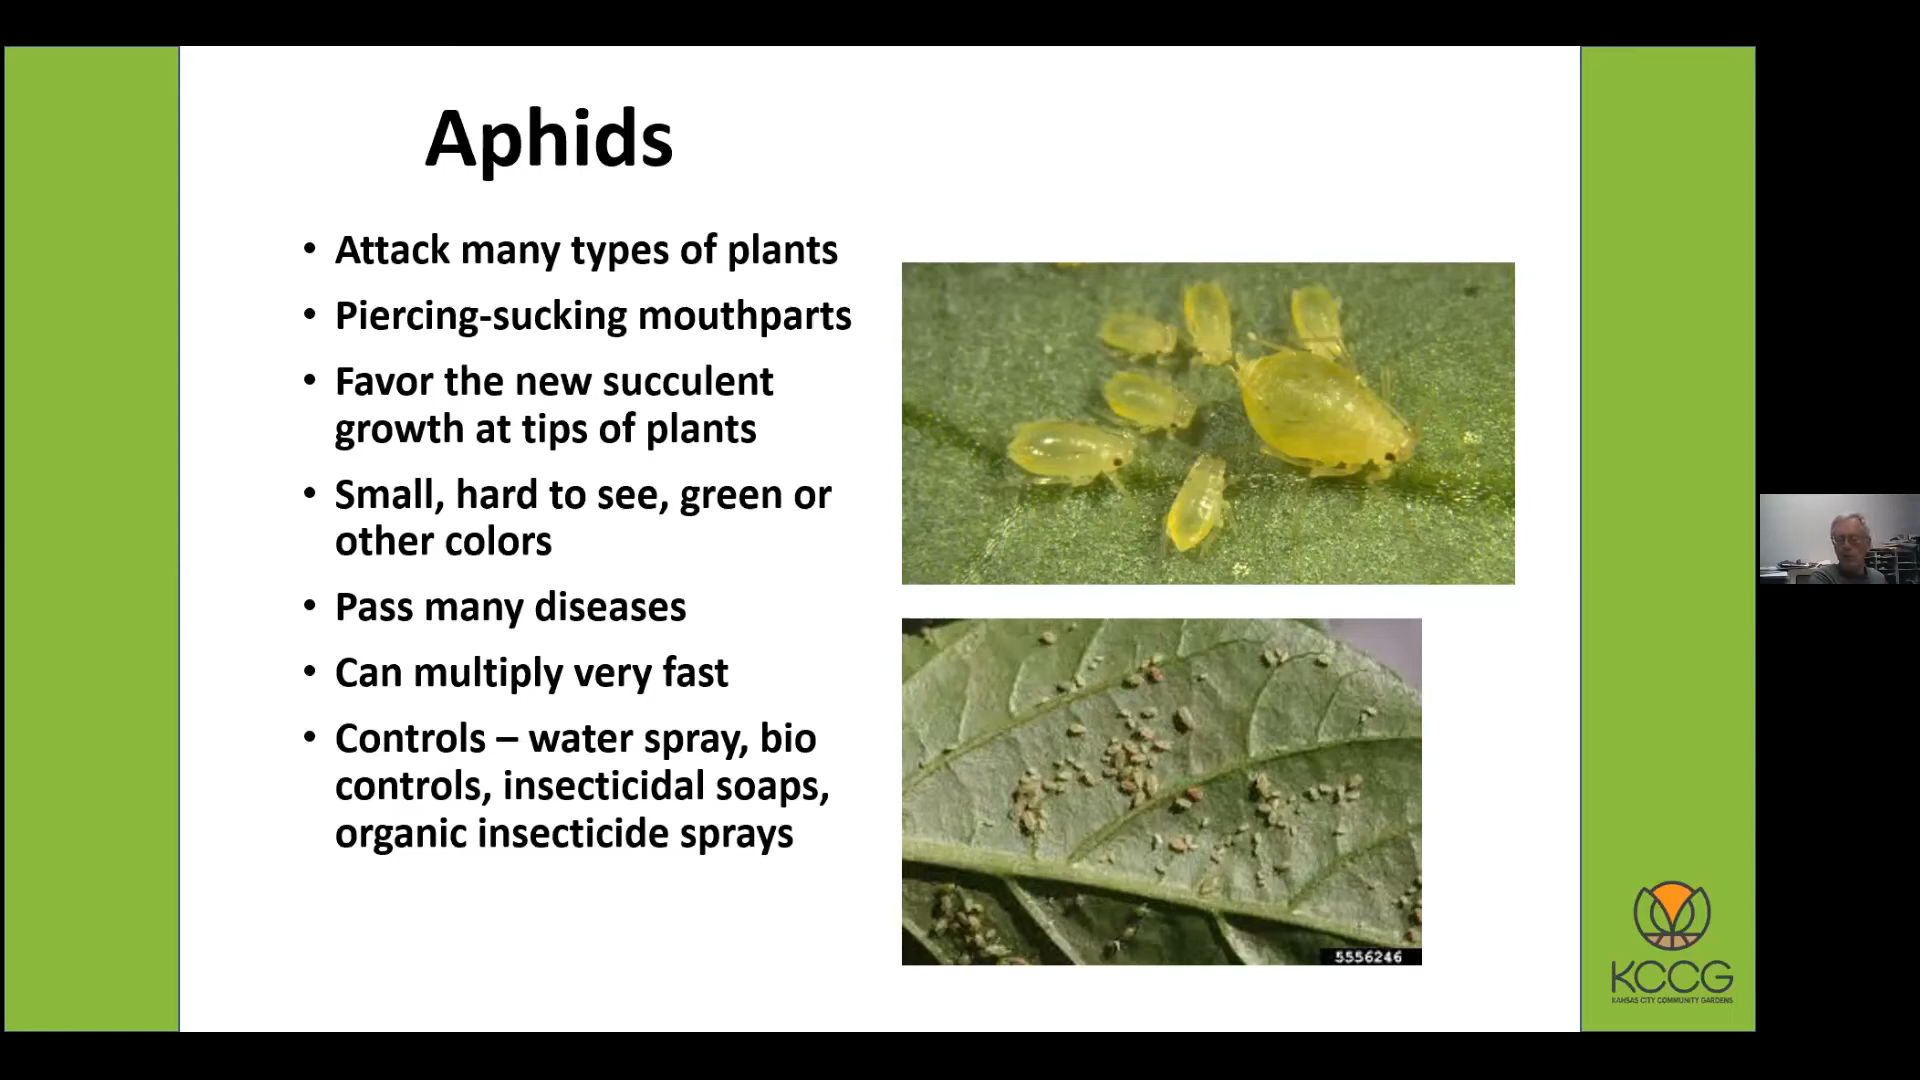 Aphids
• Attack many types of plants
• Piercing-sucking mouthparts
• Favor the new succulent
growth at tips of plants
• Small, hard to see, green or
other colors
• Pass many diseases
• Can multiply very fast
• Controls – water spray, bio
controls, insecticidal soaps,
organic insecticide sprays
5556246
KCCG
KANSAS CITY COMMUNITY GARDENS